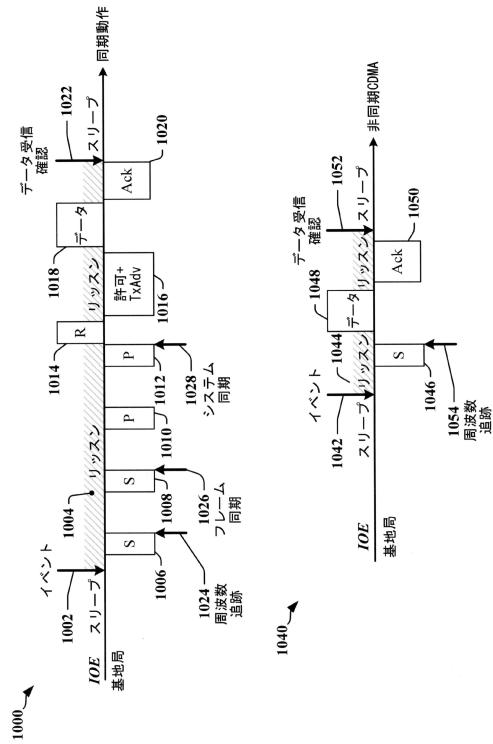 1000
イベント
1002
スリープ
IOE
基地局
1004
リッスン
S
1006
1024
周波数
追跡
S
1008
1026
フレーム
同期
P
1010
P
1012
1028
システム
同期
1014
R
リッスン
許可+
TxAdv
1016
1018
データ
データ受信
確認
1022
スリープ
Ack
1020
同期動作
1040
イベント
1042
スリープ
IOE
基地局
1044
リッスン
S
1046
1054
周波数
追跡
1048
データ
データ受信
確認
1052
リッスン
スリープ
Ack
1050
非同期CDMA